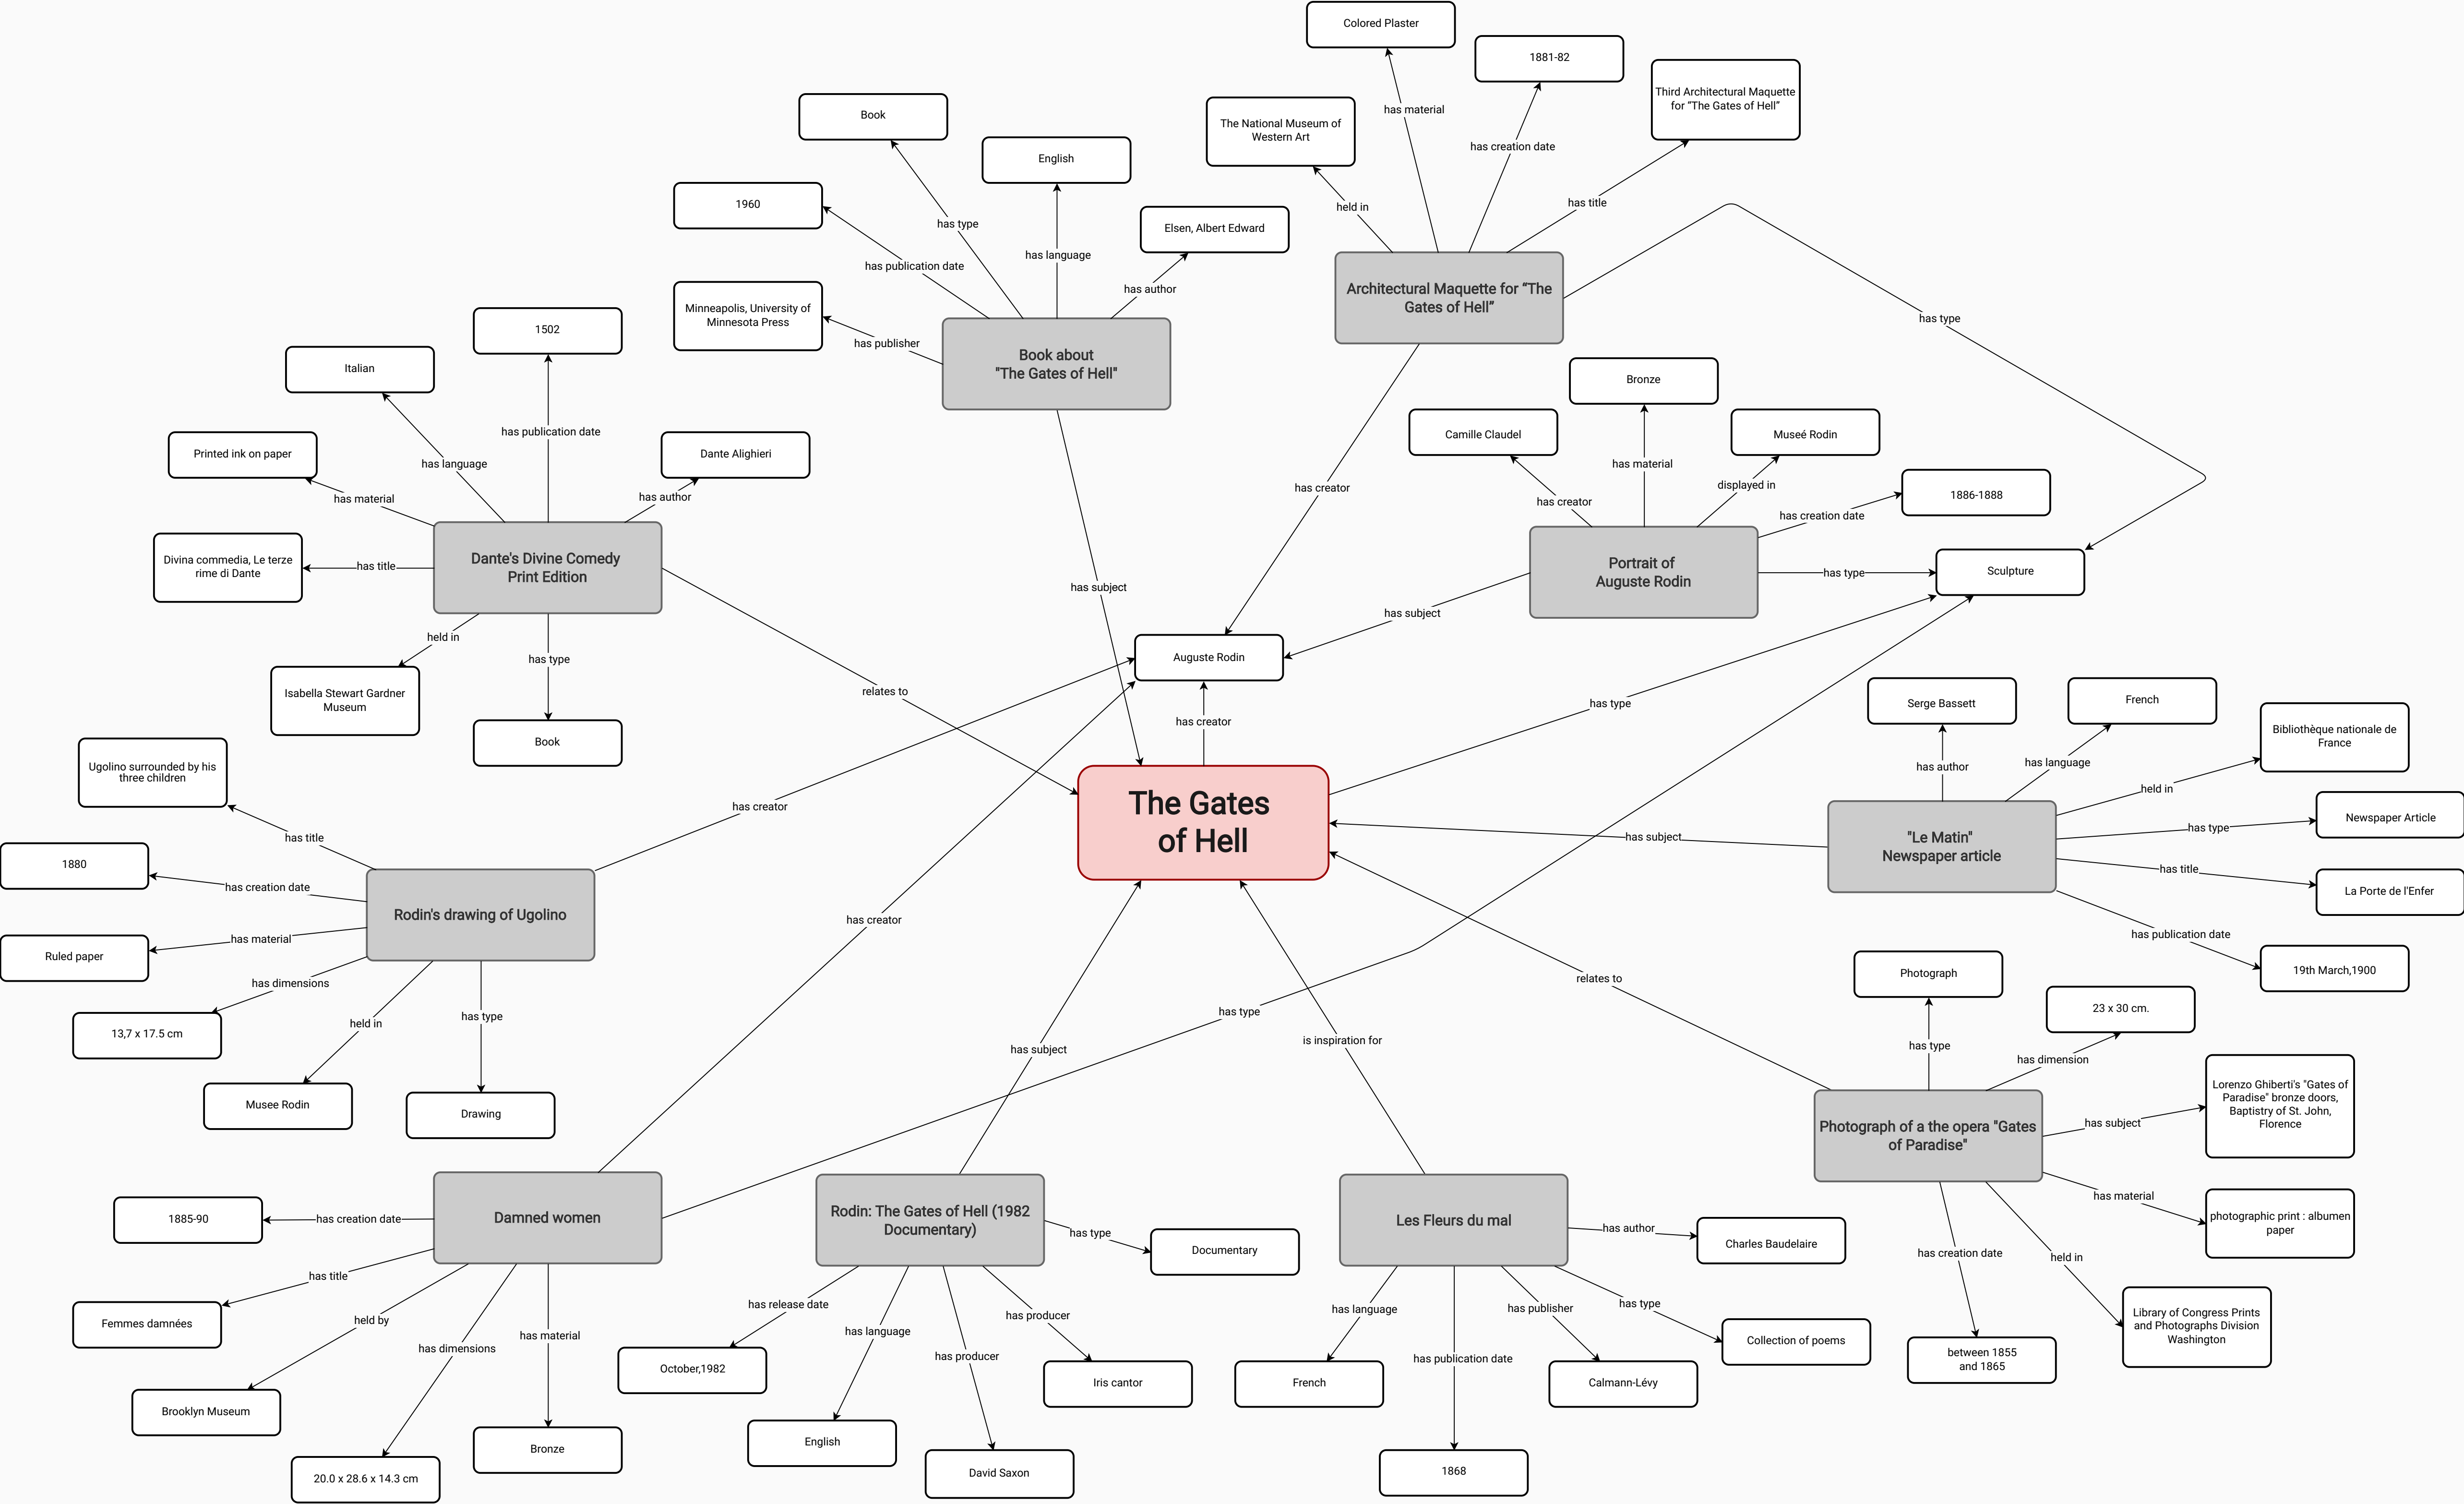 Colored Plaster
1881-82
Third Architectural Maquette
for “The Gates of Hell”
The National Museum of
Western Art
has material
has creation date
held in
has title
Architectural Maquette for “The
Gates of Hell”
has type
has creator
Book
English
1960
Elsen, Albert Edward
Minneapolis, University of
Minnesota Press
has type
has publication date
has language
has author
has publisher
Book about
"The Gates of Hell"
has subject
1502
Italian
Printed ink on paper
Dante Alighieri
Divina commedia, Le terze
rime di Dante
has publication date
has language
has material
has author
has title
Dante's Divine Comedy
Print Edition
held in
has type
relates to
Isabella Stewart Gardner
Museum
Book
Bronze
Camille Claudel
Museé Rodin
1886-1888
has material
has creator
displayed in
has creation date
Portrait of
Auguste Rodin
has type
has subject
Sculpture
Auguste Rodin
has creator
has type
The Gates
of Hell
Serge Bassett
French
Bibliothèque nationale de
France
Newspaper Article
La Porte de l'Enfer
19th March,1900
has author
has language
held in
has type
has title
has publication date
has subject
"Le Matin"
Newspaper article
Ugolino surrounded by his
three children
1880
Ruled paper
13,7 x 17.5 cm
Musee Rodin
Drawing
has title
has creation date
has material
has dimensions
held in
has type
has creator
Rodin's drawing of Ugolino
has creator
has type
has subject
is inspiration for
relates to
Photograph
23 x 30 cm.
Lorenzo Ghiberti's "Gates of
Paradise" bronze doors,
Baptistry of St. John,
Florence
photographic print : albumen
paper
Library of Congress Prints
and Photographs Division
Washington
between 1855
and 1865
has type
has dimension
has subject
has material
held in
has creation date
Photograph of a the opera "Gates
of Paradise"
Damned women
1885-90
Femmes damnées
Brooklyn Museum
20.0 x 28.6 x 14.3 cm
Bronze
has creation date
has title
held by
has dimensions
has material
Rodin: The Gates of Hell (1982
Documentary)
has type
Documentary
has release date
has language
has producer
has producer
October,1982
English
David Saxon
Iris cantor
Les Fleurs du mal
has author
Charles Baudelaire
has language
has publication date
has publisher
has type
French
1868
Calmann-Lévy
Collection of poems